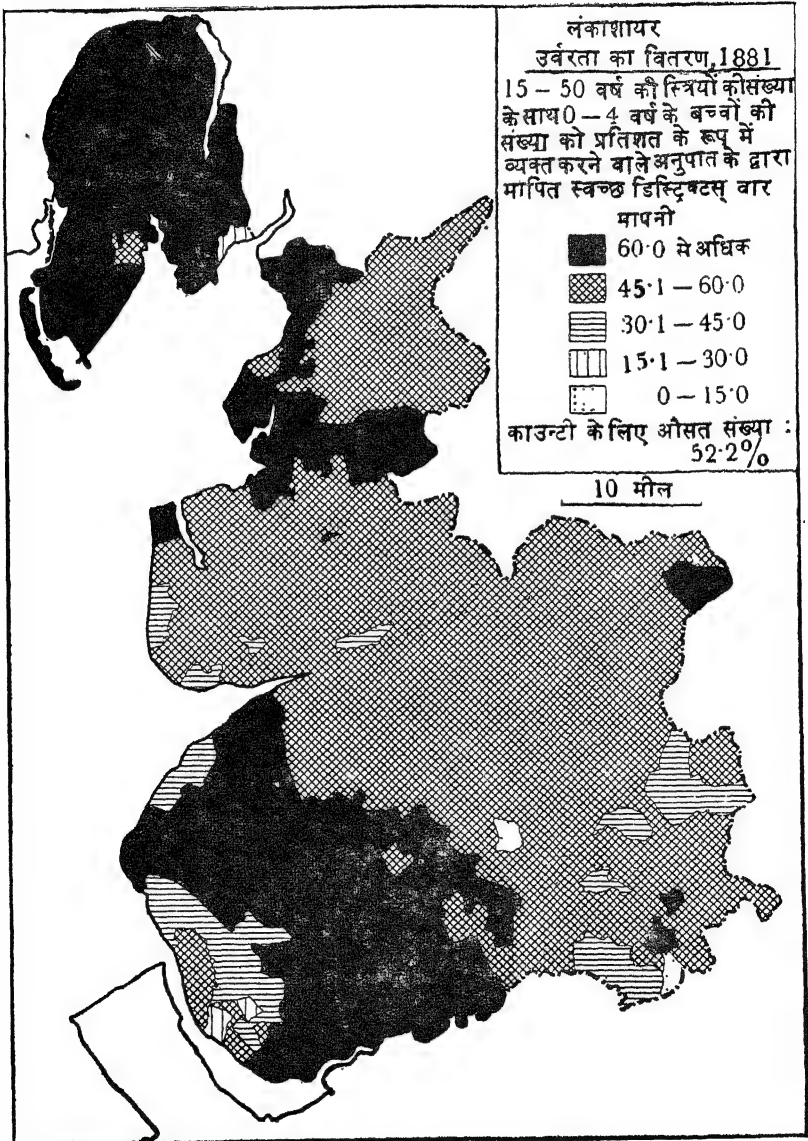 लंकाशायर
उर्वरता का वितरण,1881
15 – 50 वर्ष की स्त्रियों की संख्या
के साथ 0 – 4 वर्ष के बच्चों की
संख्या को प्रतिशत के रूप में
व्यक्त करने वाले अनुपात के द्वारा
मापित स्वच्छ डिस्ट्रिक्टस् वार
मापनी
60·0 से अधिक
45·1 – 60·0
30·1 – 45·0
15·1 – 30·0
0 – 15·0
काउन्टी के लिए औसत संख्या :
52·2%
10 मील